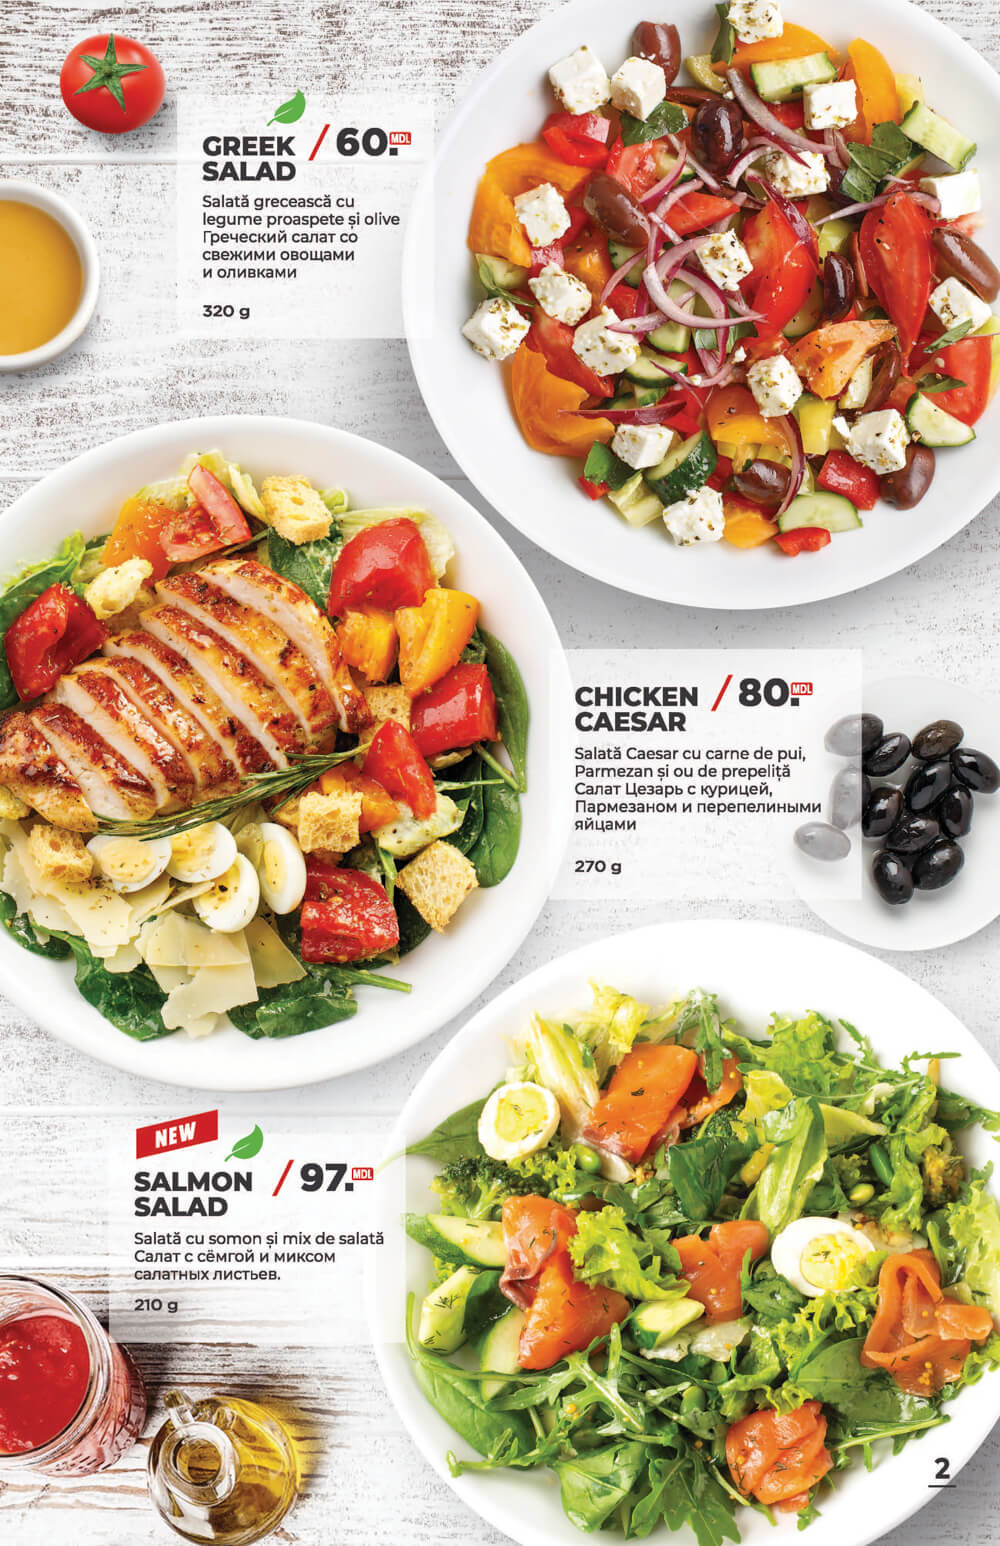 GREEK / 60. MDL
SALAD
Salată grecească cu
legume proaspete și olive
Греческий салат со
свежими овощами
и оливками
320 g
CHICKEN / 80. MDL
CAESAR
Salată Caesar cu carne de pui,
Parmezan și ou de prepeliță
Салат Цезарь с курицей,
Пармезаном и перепелиными
яйцами
270 g
NEW
SALMON / 97. MDL
SALAD
Salată cu somon și mix de salată
Салат с сёмгой и миксом
салатных листьев.
210 g
2